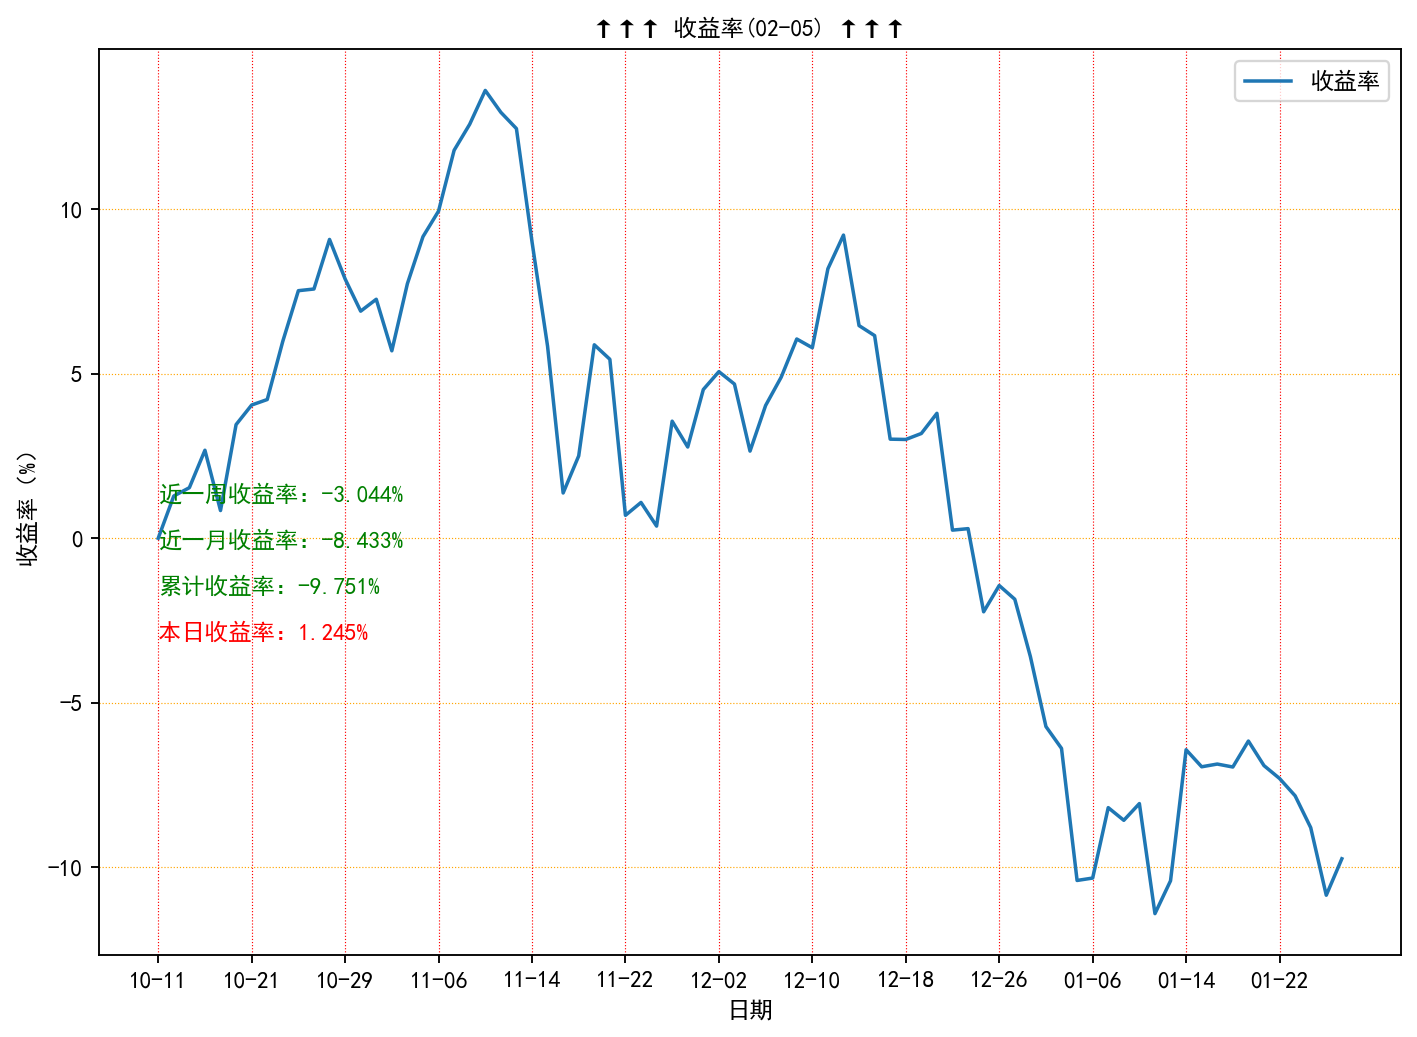 ↑↑↑ 收益率(02-05) ↑↑↑
收益率
收益率 (%)
10
5
0
-5
-10
近一周收益率：-3.044%
近一月收益率：-8.433%
累计收益率：-9.751%
本日收益率：1.245%
10-11 10-21 10-29 11-06 11-14 11-22 12-02 12-10 12-18 12-26 01-06 01-14 01-22
日期